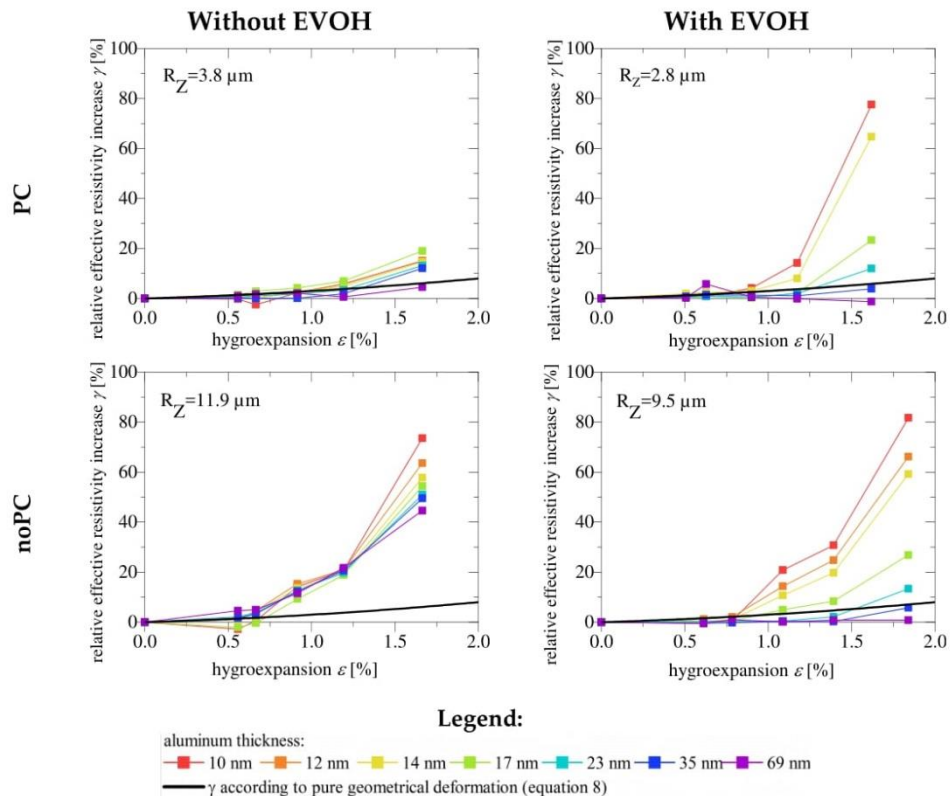 Without EVOH
With EVOH
PC
relative effective resistivity increase γ [%]
100
80
60
40
20
0
R_Z=3.8 µm
0.0 0.5 1.0 1.5 2.0
hygroexpansion ε [%]
relative effective resistivity increase γ [%]
100
80
60
40
20
0
R_Z=2.8 µm
0.0 0.5 1.0 1.5 2.0
hygroexpansion ε [%]
noPC
relative effective resistivity increase γ [%]
100
80
60
40
20
0
R_Z=11.9 µm
0.0 0.5 1.0 1.5 2.0
hygroexpansion ε [%]
relative effective resistivity increase γ [%]
100
80
60
40
20
0
R_Z=9.5 µm
0.0 0.5 1.0 1.5 2.0
hygroexpansion ε [%]
Legend:
aluminum thickness:
10 nm 12 nm 14 nm 17 nm 23 nm 35 nm 69 nm
γ according to pure geometrical deformation (equation 8)